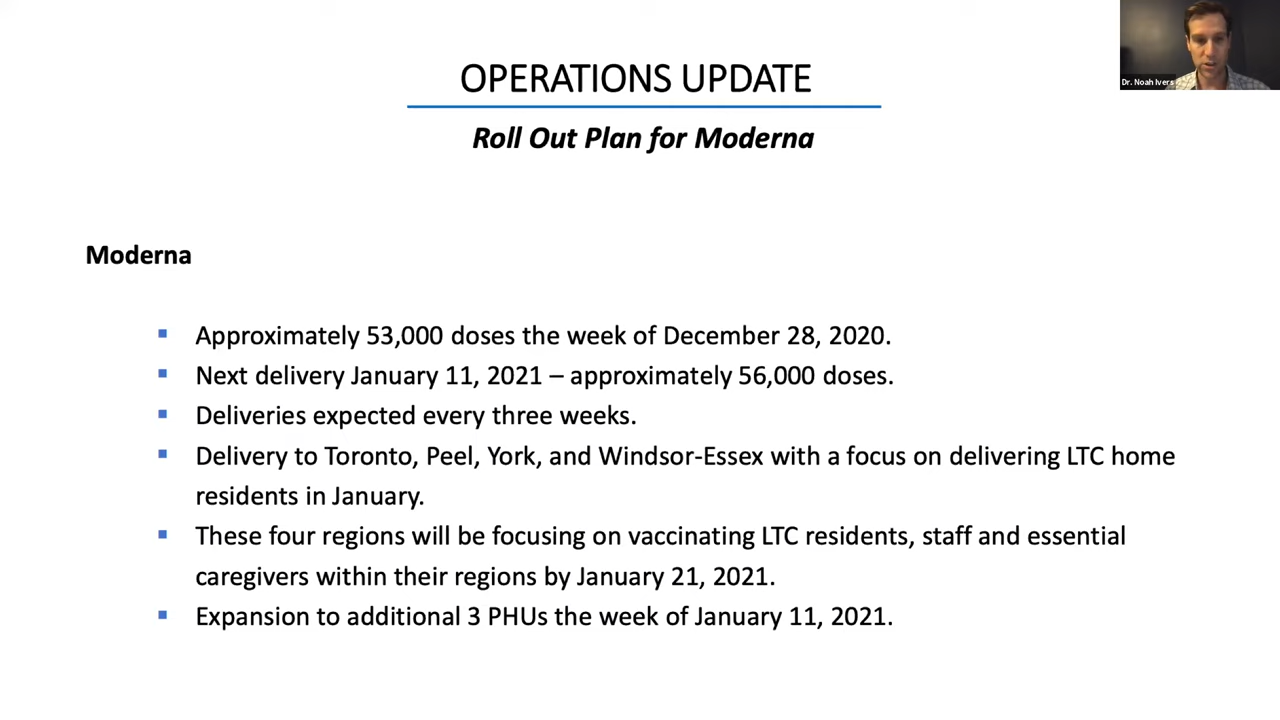 OPERATIONS UPDATE
Dr. Noah Ivers
Roll Out Plan for Moderna
Moderna
▪ Approximately 53,000 doses the week of December 28, 2020.
▪ Next delivery January 11, 2021 – approximately 56,000 doses.
▪ Deliveries expected every three weeks.
▪ Delivery to Toronto, Peel, York, and Windsor-Essex with a focus on delivering LTC home
residents in January.
▪ These four regions will be focusing on vaccinating LTC residents, staff and essential
caregivers within their regions by January 21, 2021.
▪ Expansion to additional 3 PHUs the week of January 11, 2021.